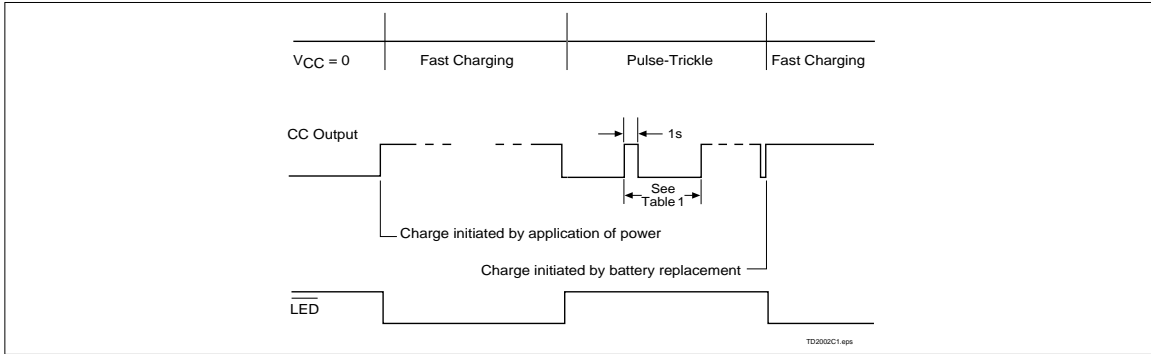 VCC = 0 Fast Charging Pulse-Trickle Fast Charging
CC Output
1s
See
Table 1
Charge initiated by application of power
Charge initiated by battery replacement
LED
TD2002C1.eps